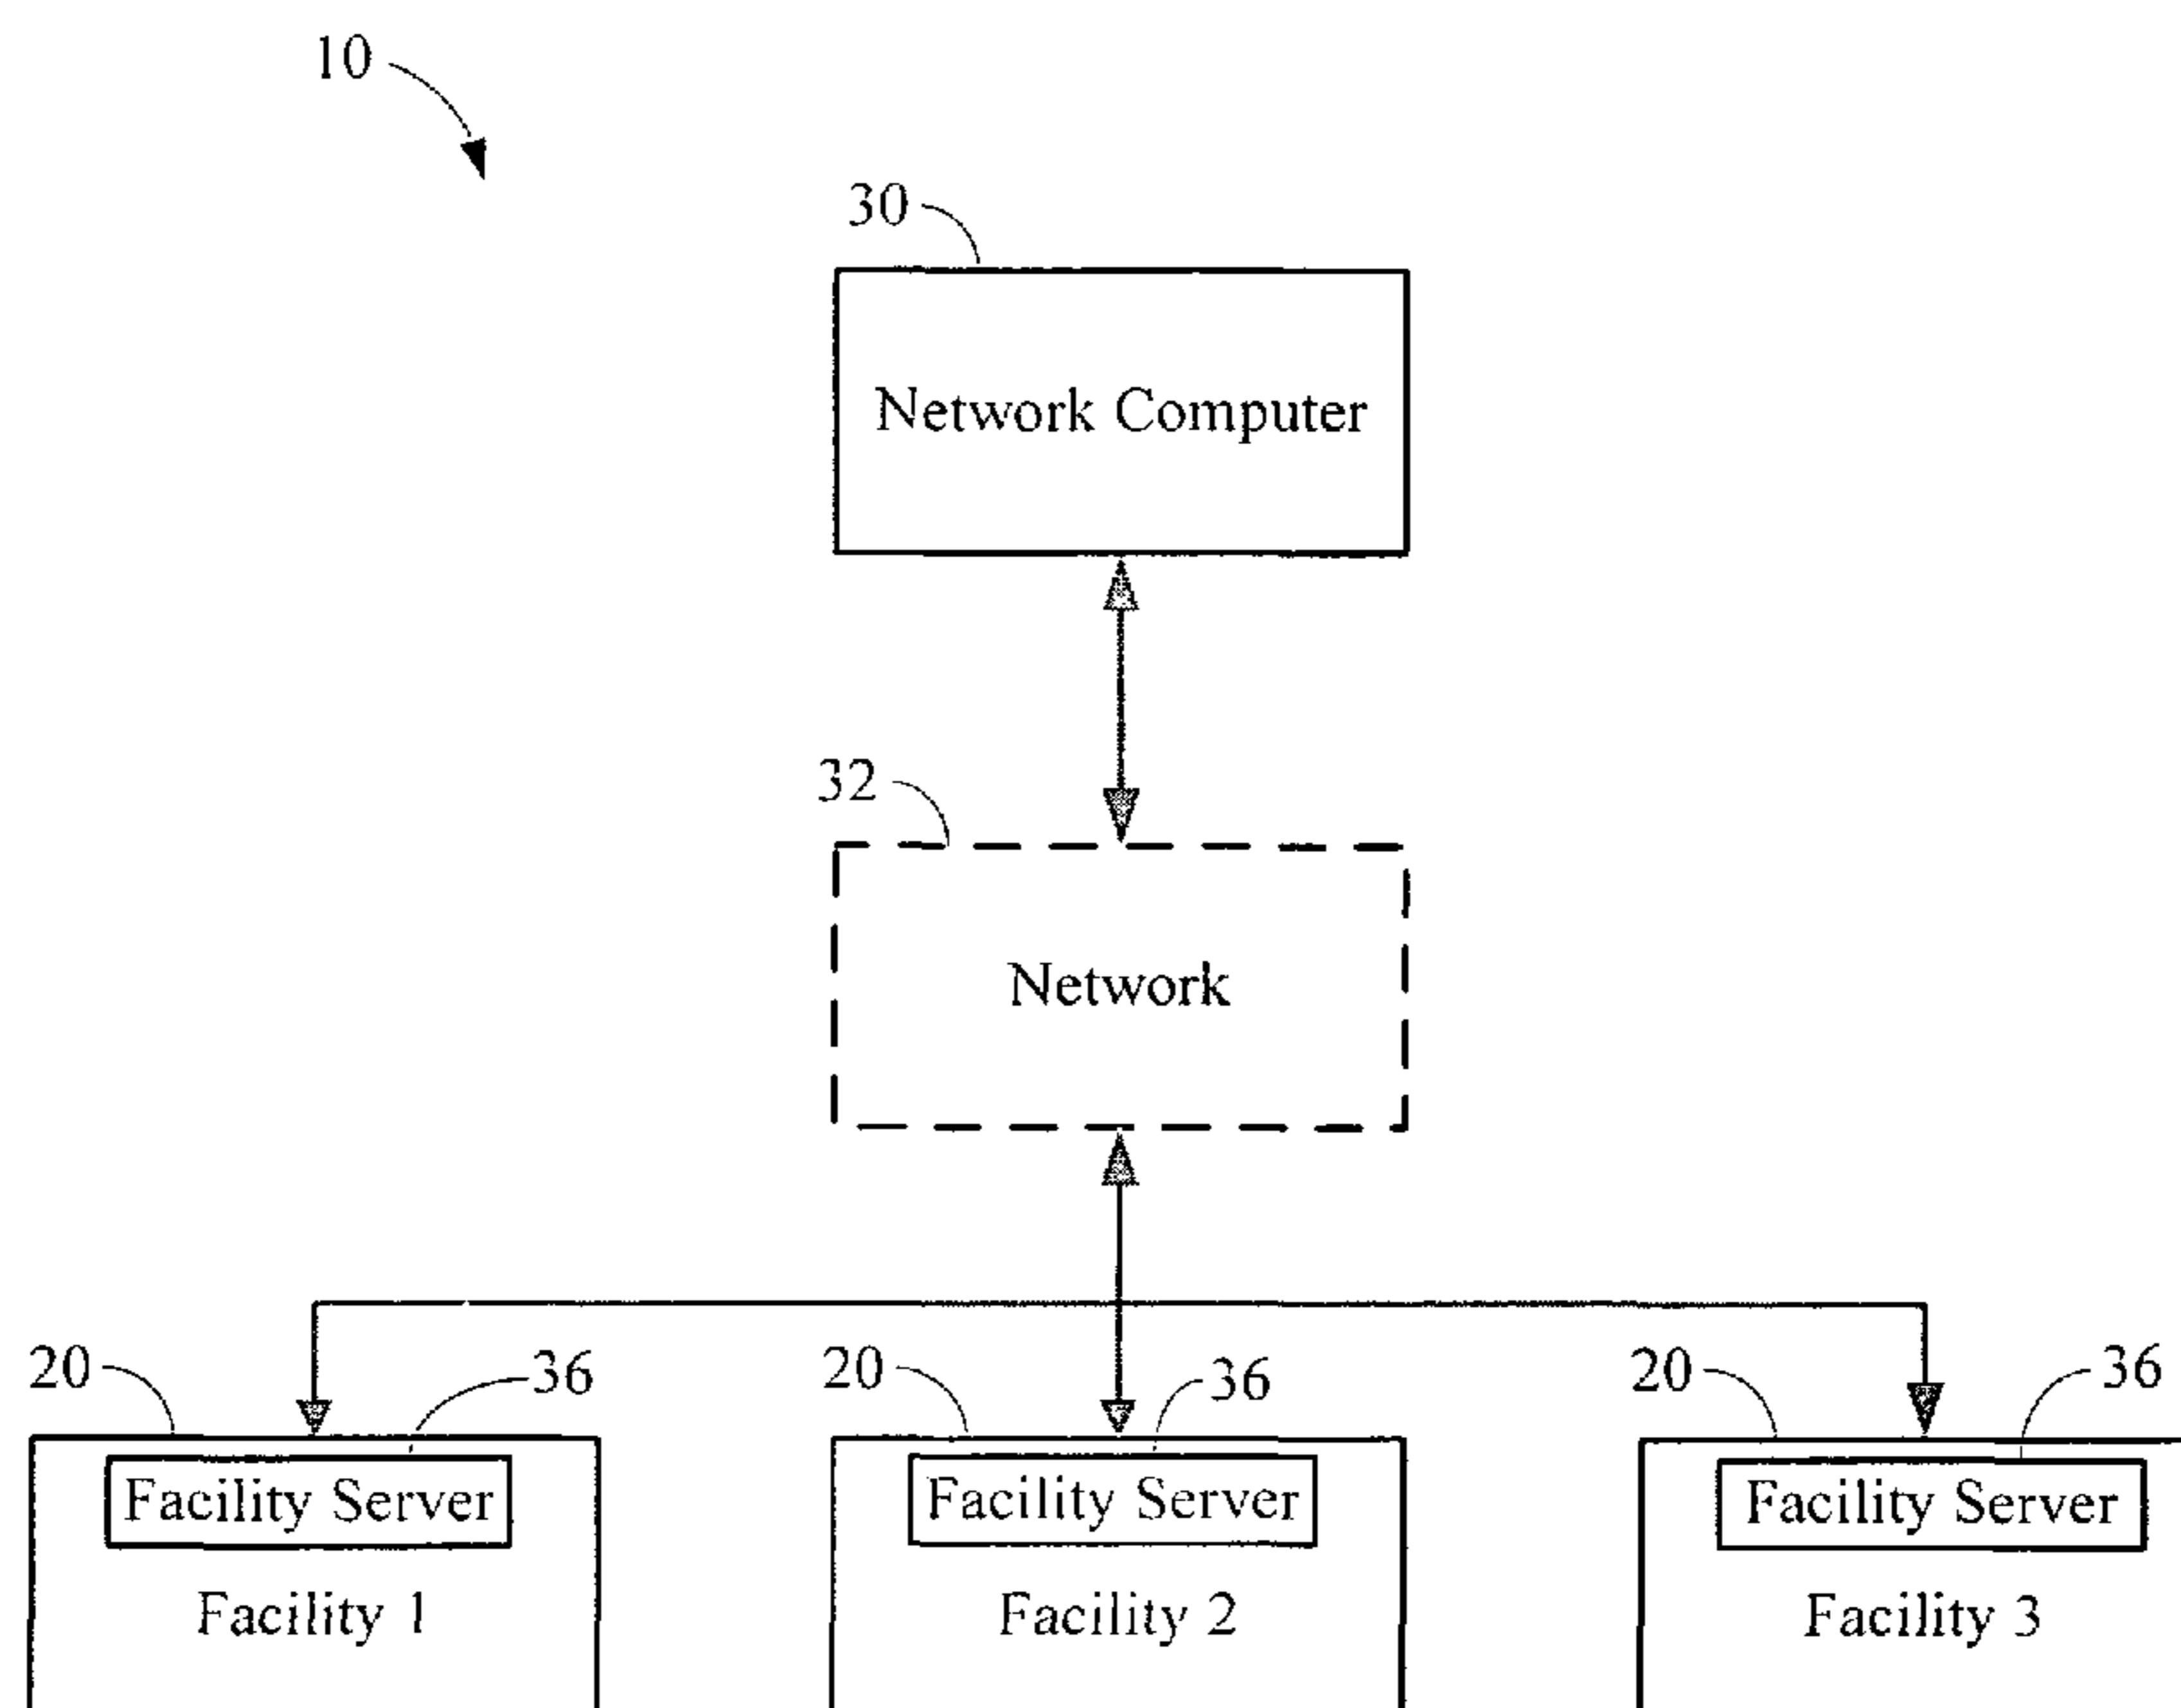 10
30
Network Computer
32
Network
20
36
20
36
20
36
Facility Server
Facility Server
Facility Server
Facility 1
Facility 2
Facility 3